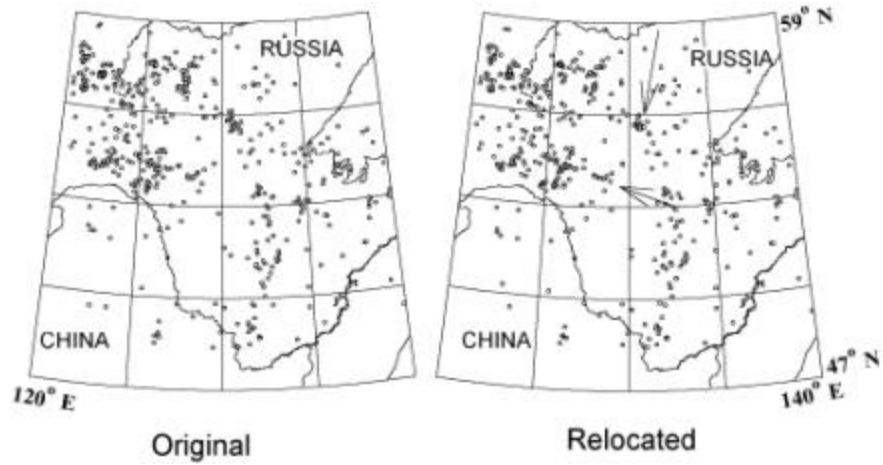 59° N
RUSSIA
RUSSIA
CHINA
CHINA
47° N
120° E
140° E
Original
Relocated